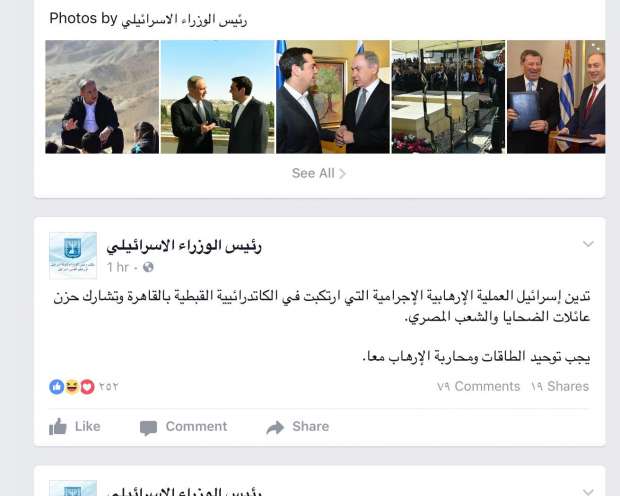 Photos by رئيس الوزراء الاسرائيلي
See All
رئيس الوزراء الاسرائيلي
1 hr
تدين إسرائيل العملية الإرهابية الإجرامية التي ارتكبت في الكاتدرائيية القبطية بالقاهرة وتشارك حزن
عائلات الضحايا والشعب المصري.
يجب توحيد الطاقات ومحاربة الإرهاب معا.
٢٥٢
٧٩ Comments ١٩ Shares
Like Comment Share
رئيس الوزراء الاسرائيلي